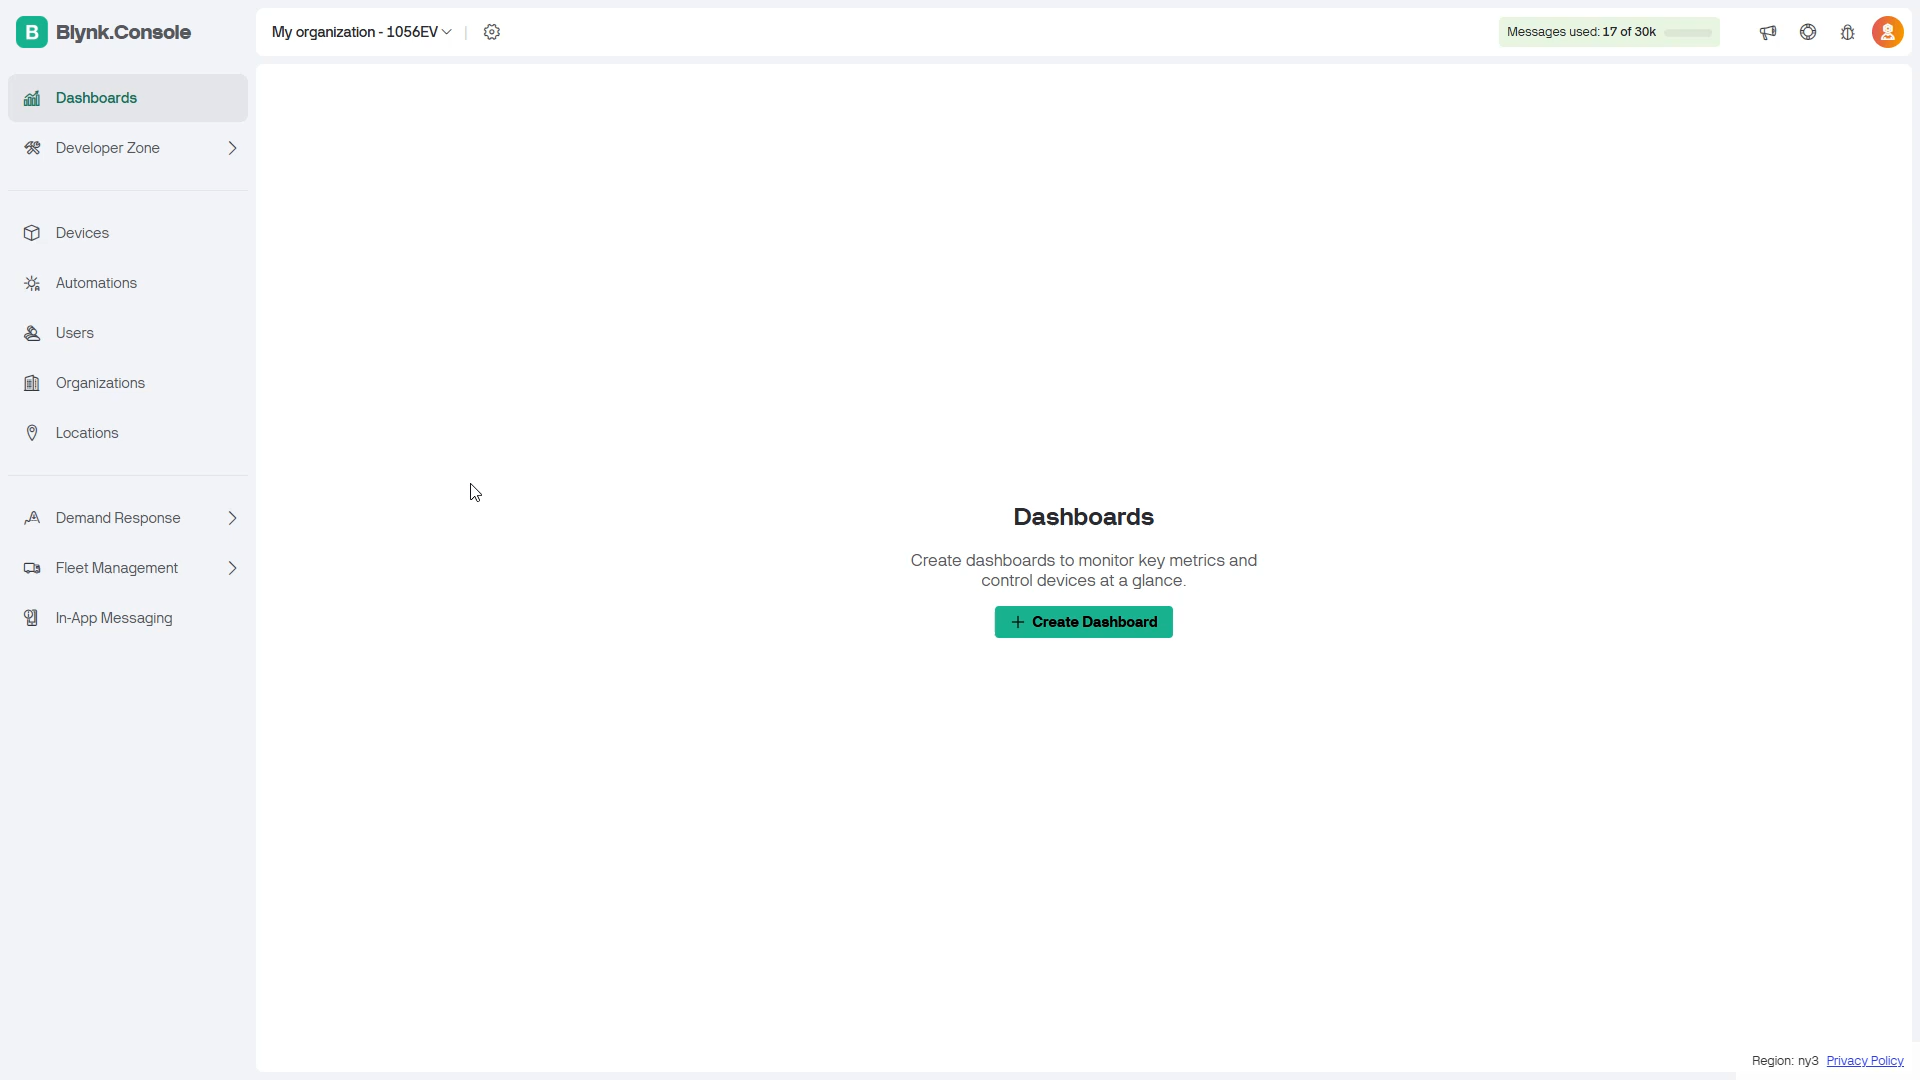 B Blynk.Console
My organization - 1056EV
Messages used: 17 of 30k
Dashboards
Developer Zone
Devices
Automations
Users
Organizations
Locations
Demand Response
Fleet Management
In-App Messaging
Dashboards
Create dashboards to monitor key metrics and
control devices at a glance.
Create Dashboard
Region: ny3 Privacy Policy